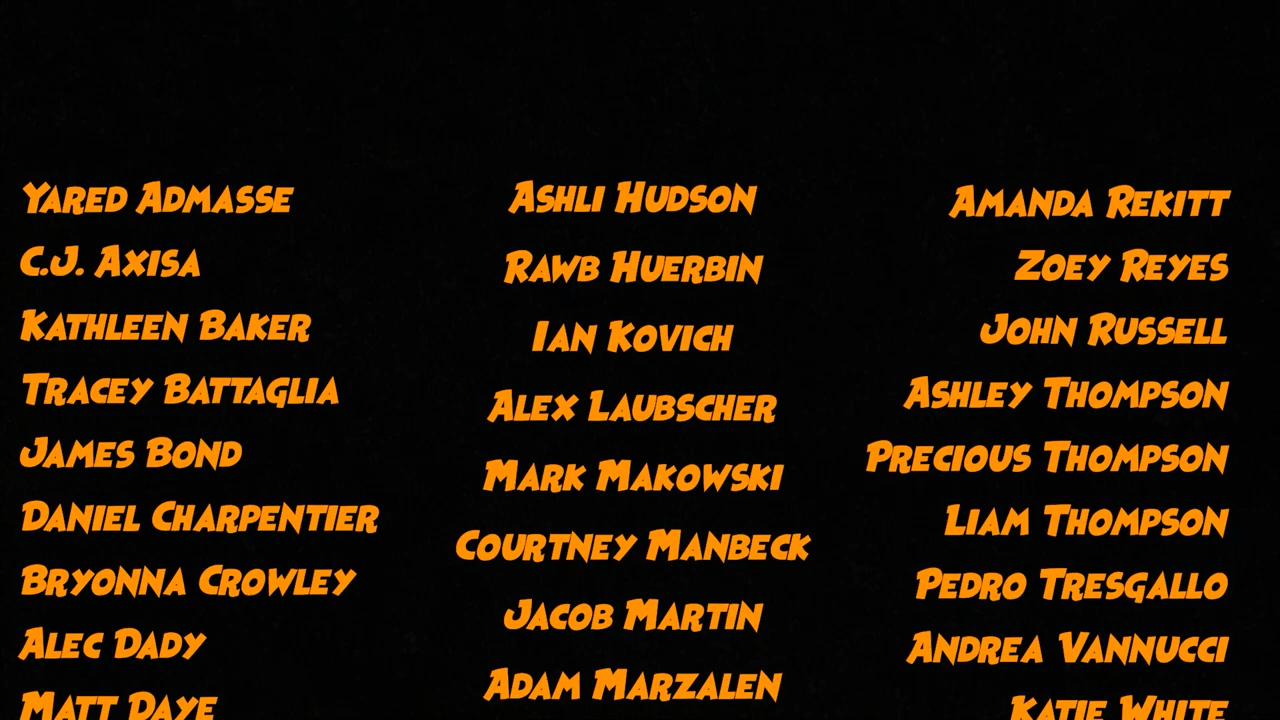 Yared Admasse
C.J. Axisa
Kathleen Baker
Tracey Battaglia
James Bond
Daniel Charpentier
Bryonna Crowley
Alec Dady
Matt Daye
Ashli Hudson
Rawb Huerbin
Ian Kovich
Alex Laubscher
Mark Makowski
Courtney Manbeck
Jacob Martin
Adam Marzalen
Amanda Rekitt
Zoey Reyes
John Russell
Ashley Thompson
Precious Thompson
Liam Thompson
Pedro Tresgallo
Andrea Vannucci
Katie White